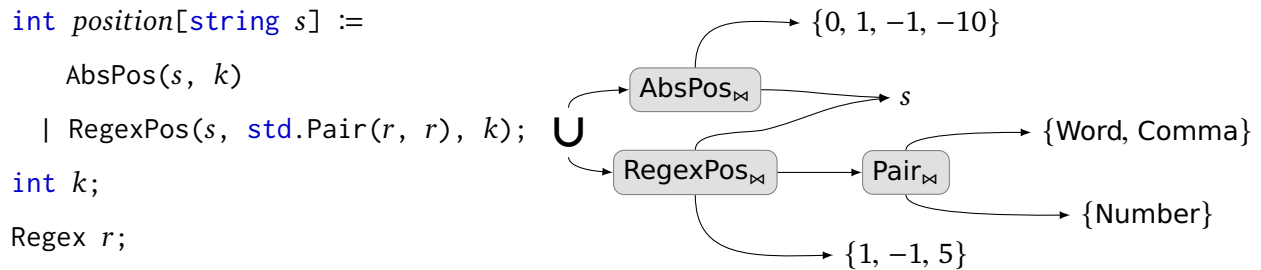 int position[string s] :=
AbsPos(s, k)
| RegexPos(s, std.Pair(r, r), k);
int k;
Regex r;
{0, 1, −1, −10}
AbsPos⋈
s
∪
{Word, Comma}
RegexPos⋈
Pair⋈
{Number}
{1, −1, 5}